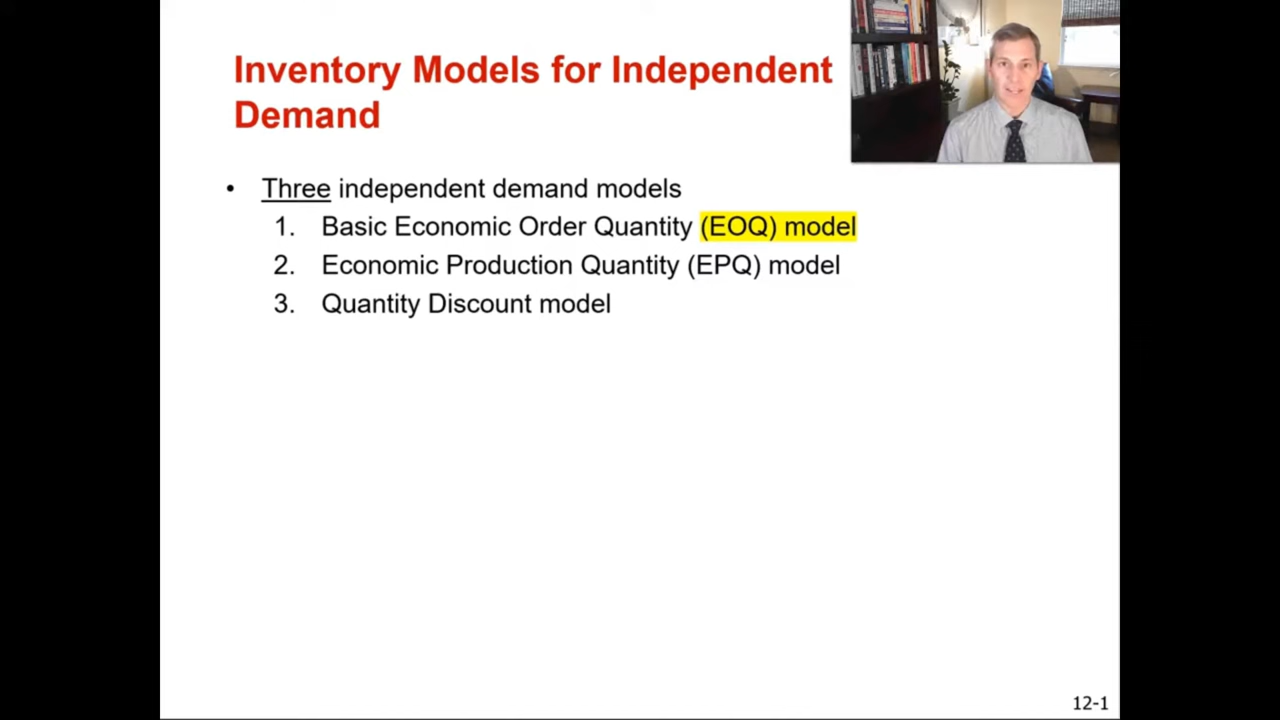 Inventory Models for Independent
Demand
• Three independent demand models
1. Basic Economic Order Quantity (EOQ) model
2. Economic Production Quantity (EPQ) model
3. Quantity Discount model
12-1